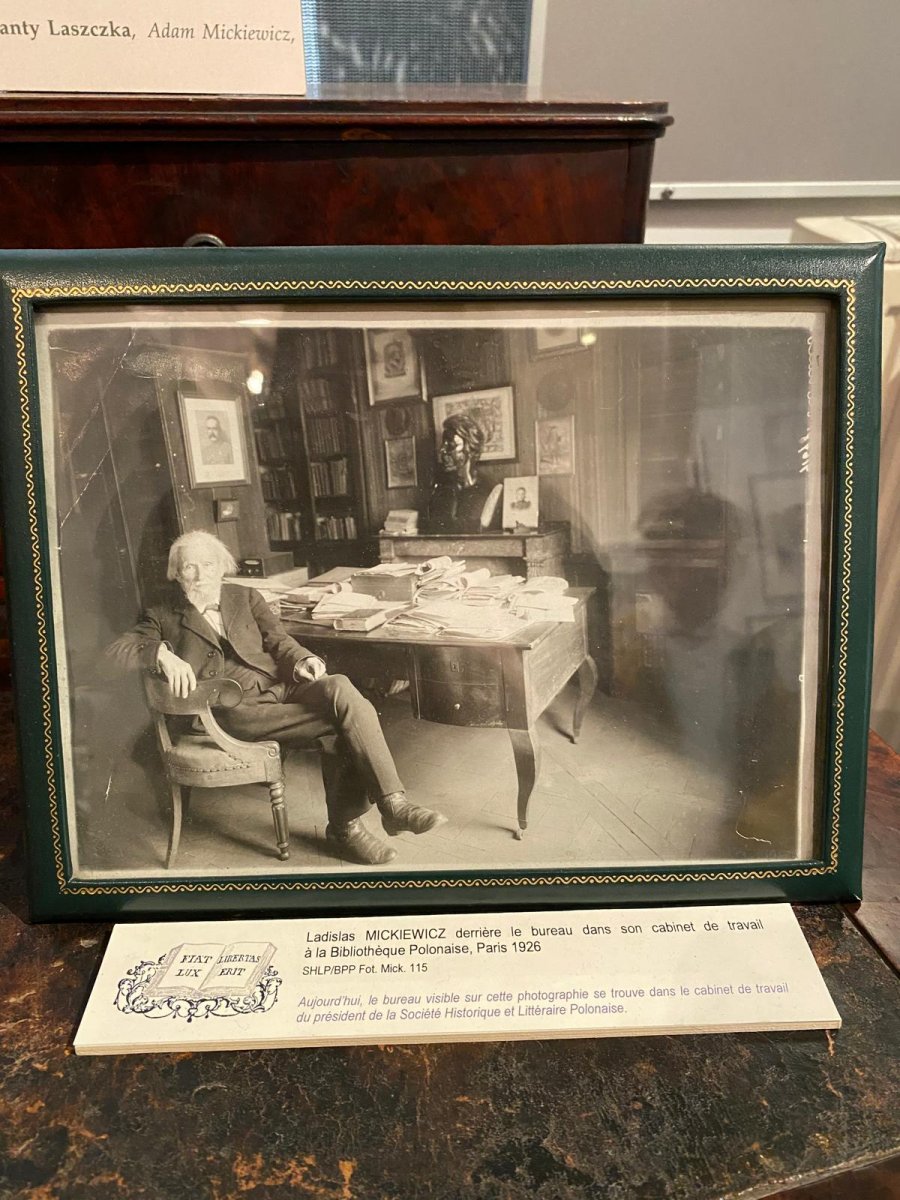 anty Laszczka, Adam Mickiewicz,
Ladislas MICKIEWICZ derrière le bureau dans son cabinet de travail
à la Bibliothèque Polonaise, Paris 1926
SHLP/BPP Fot. Mick. 115
FIAT LIBERTAS
LUX ERIT
Aujourd'hui, le bureau visible sur cette photographie se trouve dans le cabinet de travail
du président de la Société Historique et Littéraire Polonaise.